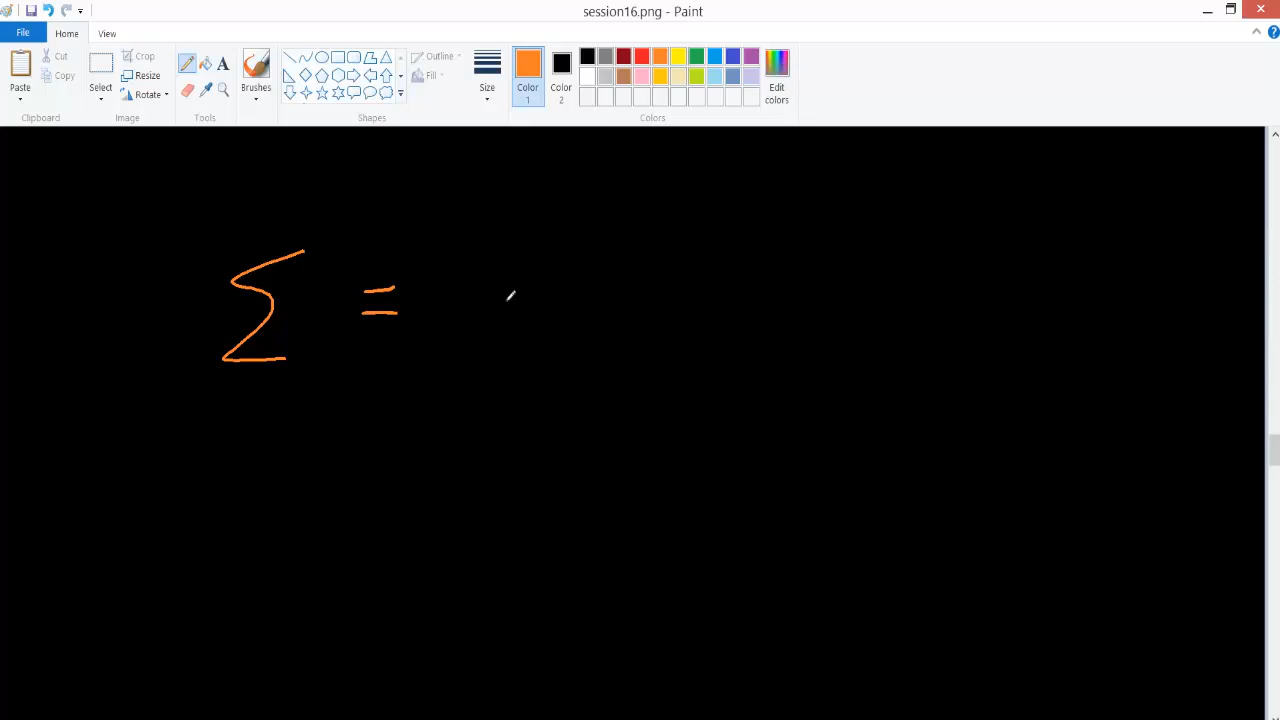 session16.png - Paint
File Home View
Paste Cut Copy Clipboard
Select Crop Resize Rotate Image
A Tools
Brushes
Shapes Outline Fill
Size
Color 1 Color 2 Edit colors Colors
∑ =